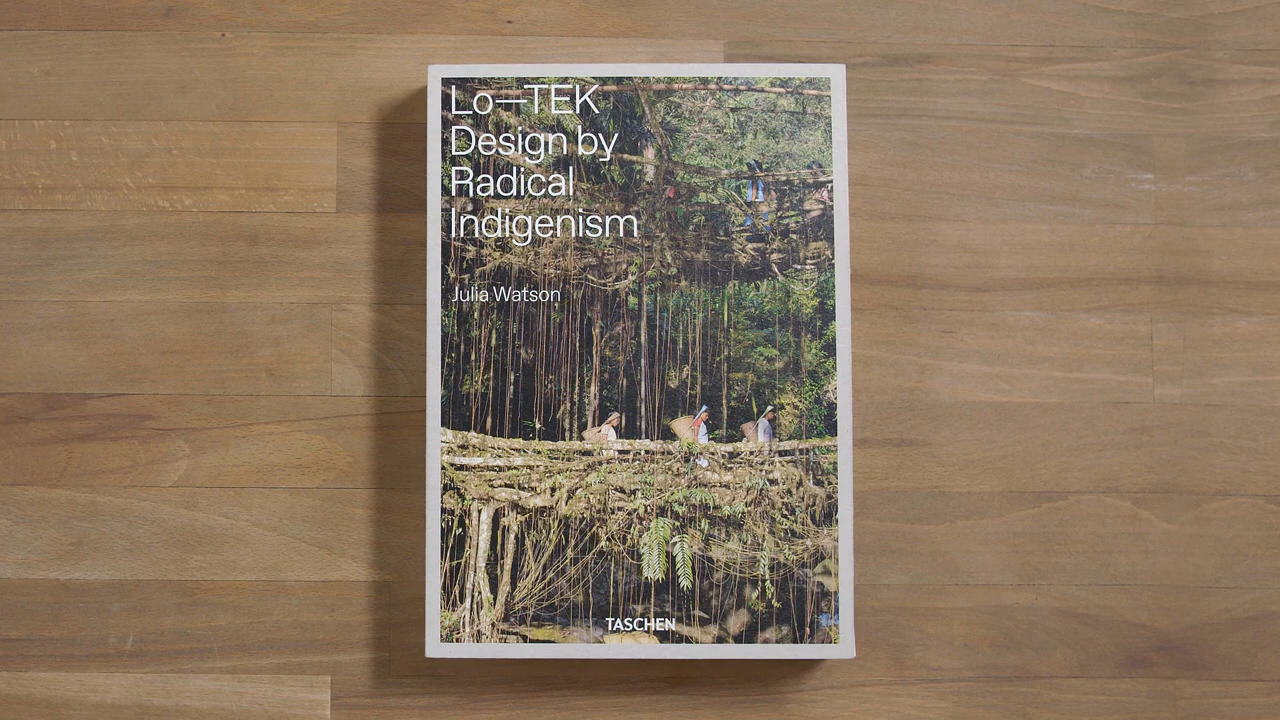 Lo—TEK
Design by
Radical
Indigenism
Julia Watson
TASCHEN